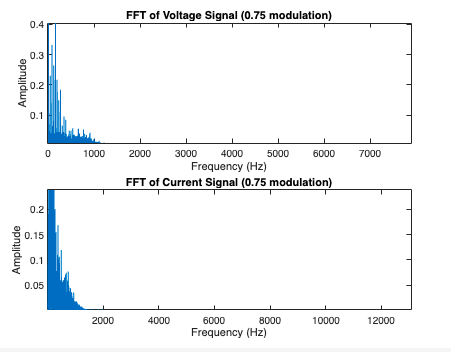 FFT of Voltage Signal (0.75 modulation)
0.4
0.3
0.2
0.1
Amplitude
0 1000 2000 3000 4000 5000 6000 7000
Frequency (Hz)
FFT of Current Signal (0.75 modulation)
0.2
0.15
0.1
0.05
Amplitude
2000 4000 6000 8000 10000 12000
Frequency (Hz)